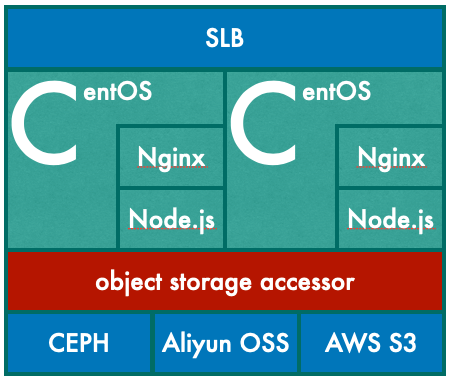 SLB
CentOS
CentOS
Nginx
Nginx
Node.js
Node.js
object storage accessor
CEPH
Aliyun OSS
AWS S3